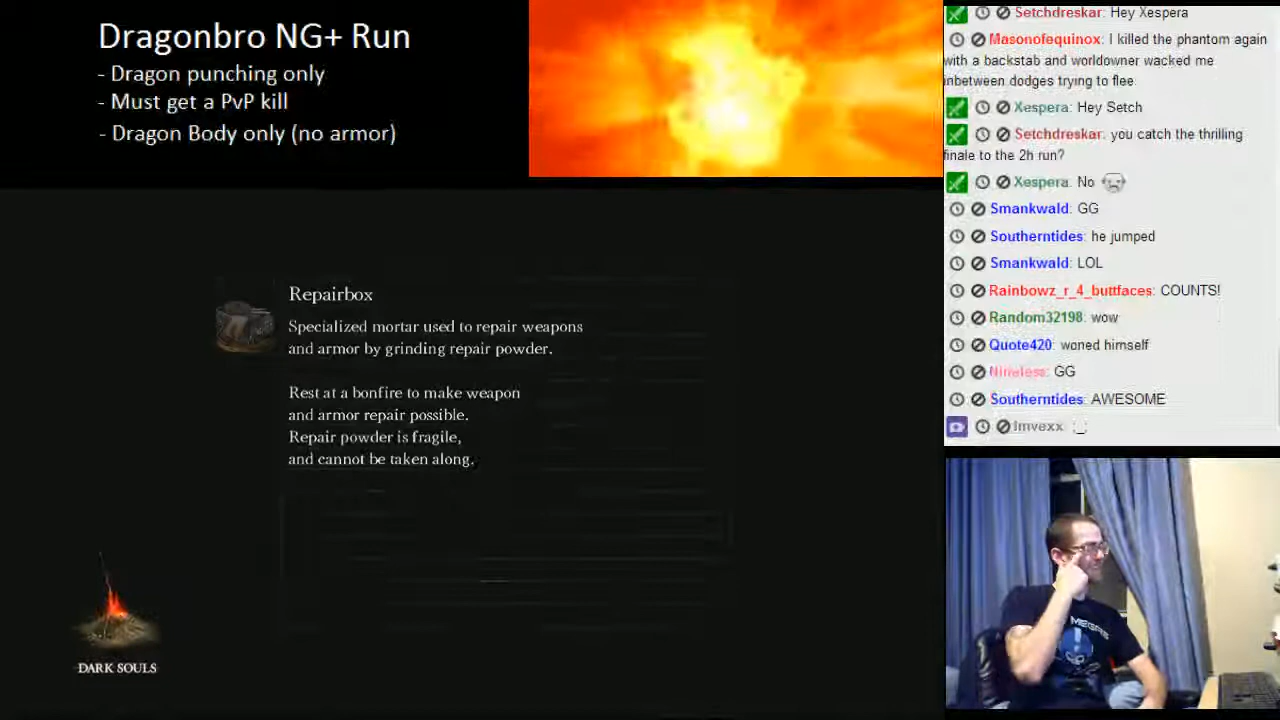 Dragonbro NG+ Run
- Dragon punching only
- Must get a PvP kill
- Dragon Body only (no armor)
Repairbox
Specialized mortar used to repair weapons
and armor by grinding repair powder.
Rest at a bonfire to make weapon
and armor repair possible.
Repair powder is fragile,
and cannot be taken along.
DARK SOULS
Setchdreskar: Hey Xespera
Masonofequinox: I killed the phantom again
with a backstab and worldowner wacked me
inbetween dodges trying to flee
Xespera: Hey Setch
Setchdreskar: you catch the thrilling
finale to the 2h run?
Xespera: No
Smankwald: GG
Southerntides: he jumped
Smankwald: LOL
Rainbowz_r_4_buttfaces: COUNTS!
Random32198: wow
Quote420: woned himself
Nineless: GG
Southerntides: AWESOME
Imvexx: :_:
MEGA